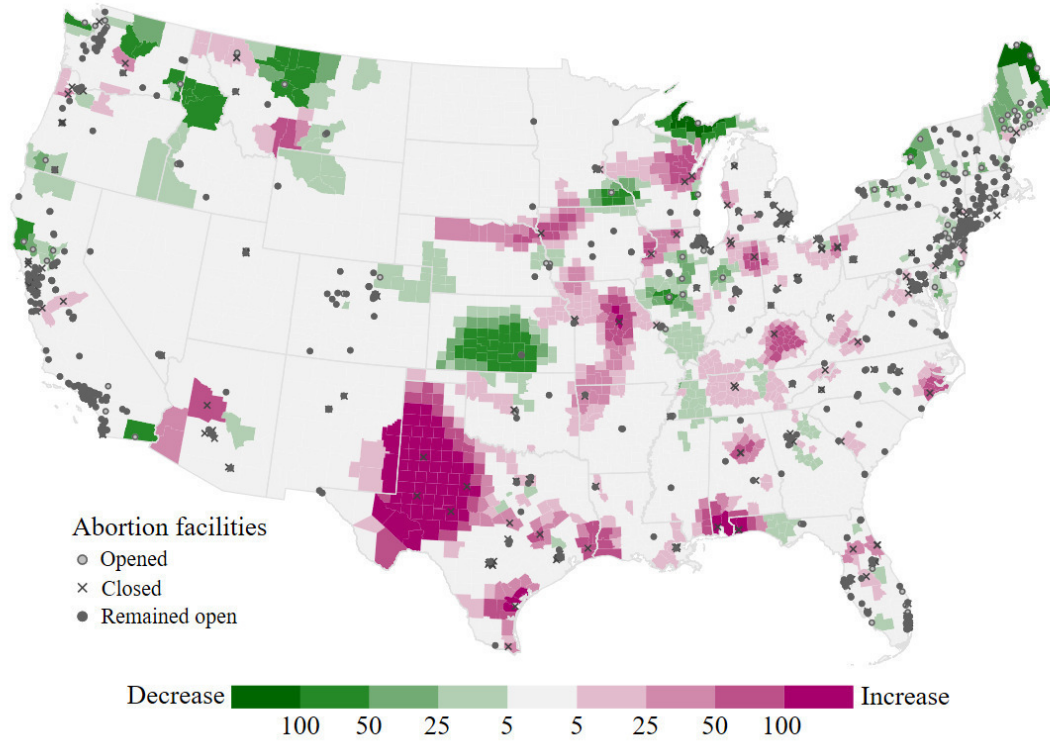 Abortion facilities
Opened
Closed
Remained open
Decrease Increase
100 50 25 5 5 25 50 100